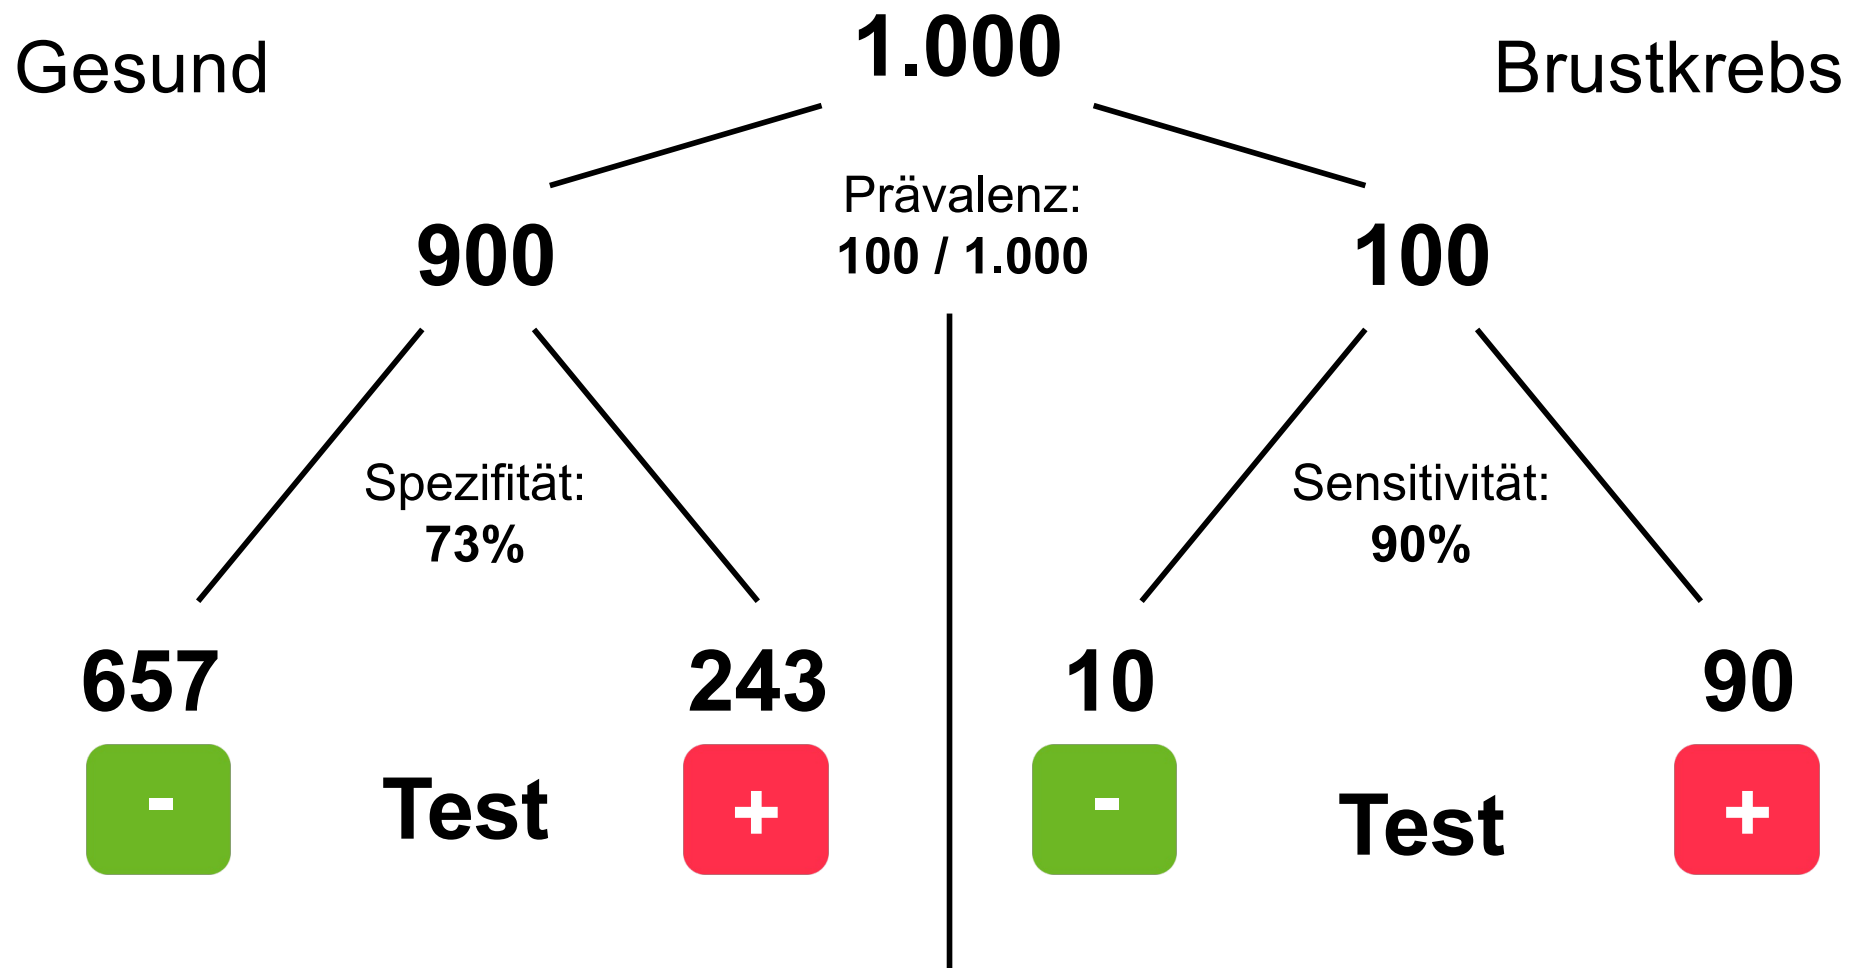 1.000
Gesund
Brustkrebs
Prävalenz:
100 / 1.000
900
100
Spezifität:
73%
Sensitivität:
90%
657
243
10
90
-
Test
+
-
Test
+